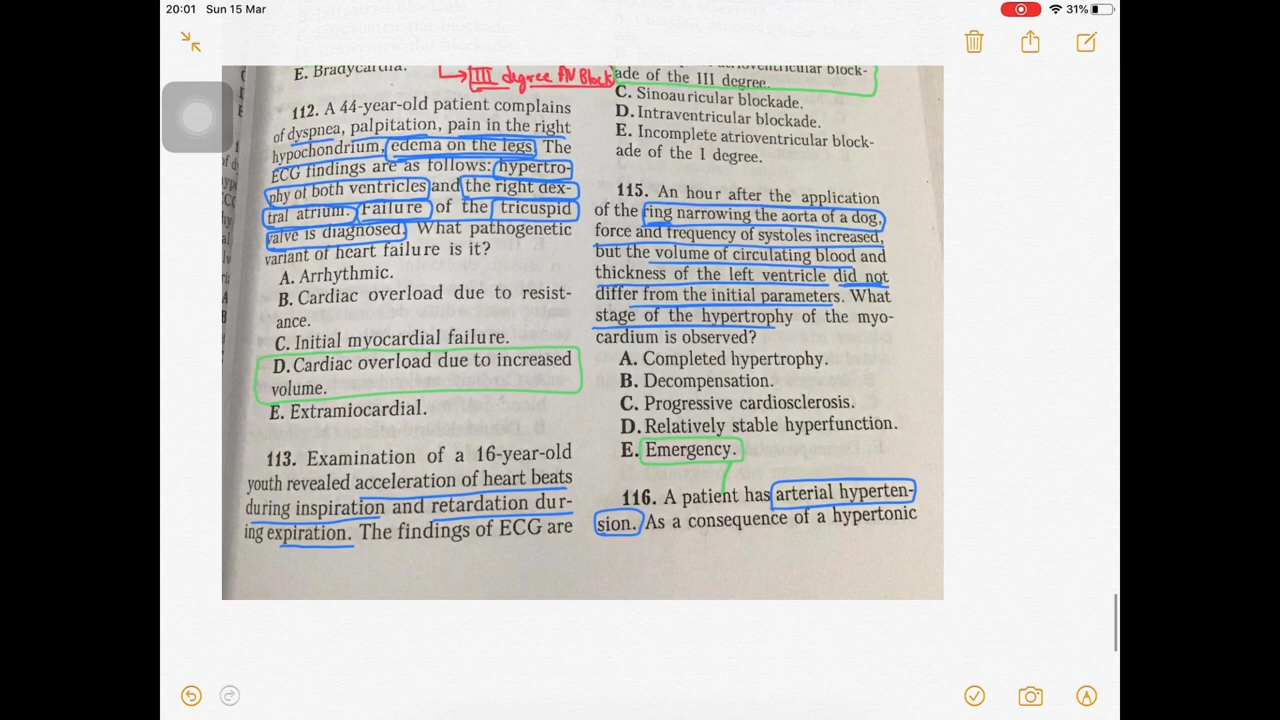 20:01 Sun 15 Mar
31%
E. Bradycardia.
III degree AV Block
112. A 44-year-old patient complains
of dyspnea, palpitation, pain in the right
hypochondrium, edema on the legs. The
ECG findings are as follows: hypertro-
phy of both ventricles and the right dex-
tral atrium. Failure of the tricuspid
valve is diagnosed. What pathogenetic
variant of heart failure is it?
A. Arrhythmic.
B. Cardiac overload due to resist-
ance.
C. Initial myocardial failure.
D. Cardiac overload due to increased
volume.
E. Extramiocardial.
113. Examination of a 16-year-old
youth revealed acceleration of heart beats
during inspiration and retardation dur-
ing expiration. The findings of ECG are
atrioventricular block-
ade of the III degree.
C. Sinoauricular blockade.
D. Intraventricular blockade.
E. Incomplete atrioventricular block-
ade of the I degree.
115. An hour after the application
of the ring narrowing the aorta of a dog,
force and frequency of systoles increased,
but the volume of circulating blood and
thickness of the left ventricle did not
differ from the initial parameters. What
stage of the hypertrophy of the myo-
cardium is observed?
A. Completed hypertrophy.
B. Decompensation.
C. Progressive cardiosclerosis.
D. Relatively stable hyperfunction.
E. Emergency.
116. A patient has arterial hyperten-
sion. As a consequence of a hypertonic